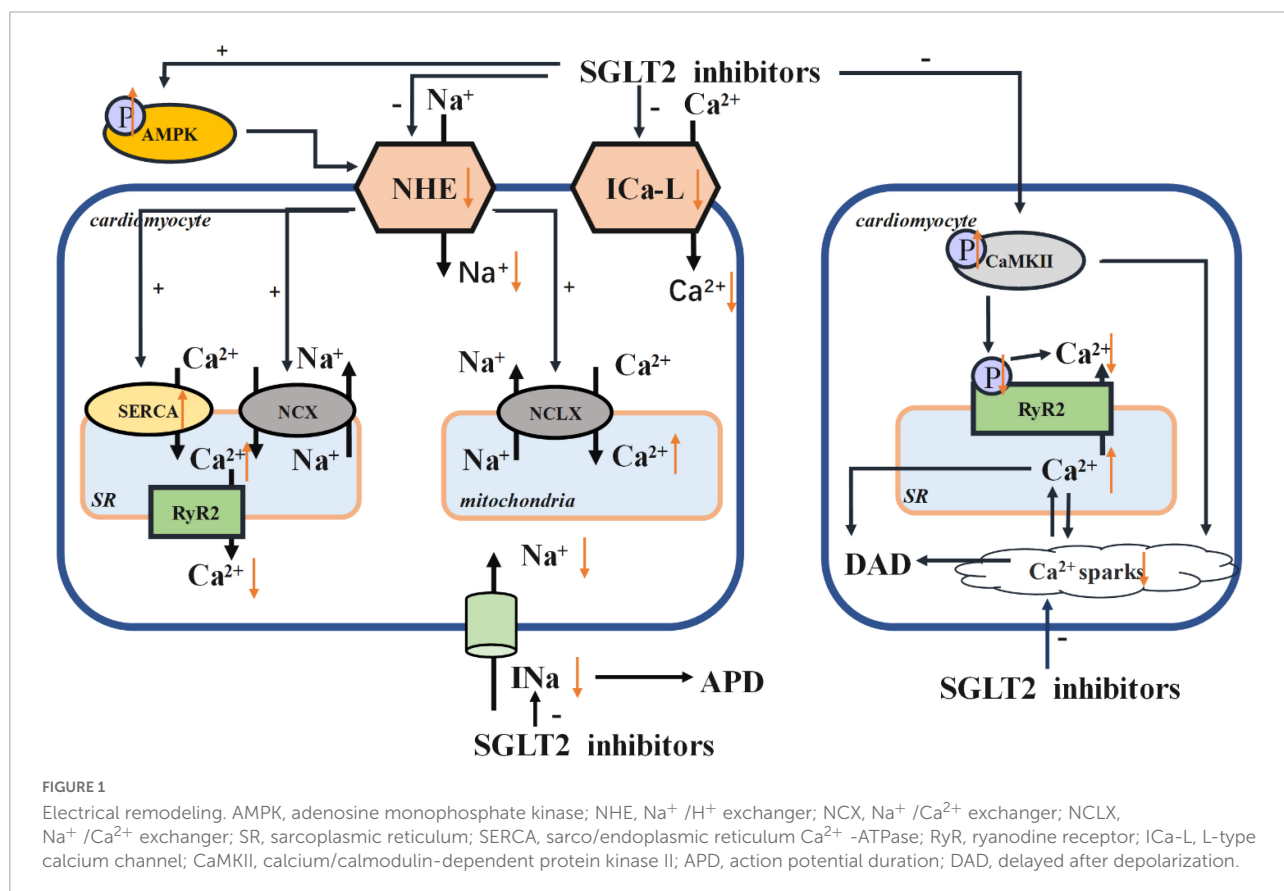 +
SGLT2 inhibitors
-
P
AMPK
-
Na⁺
-
Ca²⁺
NHE
ICa-L
cardiomyocyte
Na⁺
Ca²⁺
+
+
+
Ca²⁺
Na⁺
Na⁺
Ca²⁺
SERCA
NCX
NCLX
Ca²⁺
Na⁺
Na⁺
Ca²⁺
SR
RyR2
mitochondria
Ca²⁺
Na⁺
INa
APD
-
SGLT2 inhibitors
cardiomyocyte
P
CaMKII
P
Ca²⁺
RyR2
Ca²⁺
SR
DAD
Ca²⁺ sparks
-
SGLT2 inhibitors
FIGURE 1
Electrical remodeling. AMPK, adenosine monophosphate kinase; NHE, Na⁺ /H⁺ exchanger; NCX, Na⁺ /Ca²⁺ exchanger; NCLX,
Na⁺ /Ca²⁺ exchanger; SR, sarcoplasmic reticulum; SERCA, sarco/endoplasmic reticulum Ca²⁺ -ATPase; RyR, ryanodine receptor; ICa-L, L-type
calcium channel; CaMKII, calcium/calmodulin-dependent protein kinase II; APD, action potential duration; DAD, delayed after depolarization.